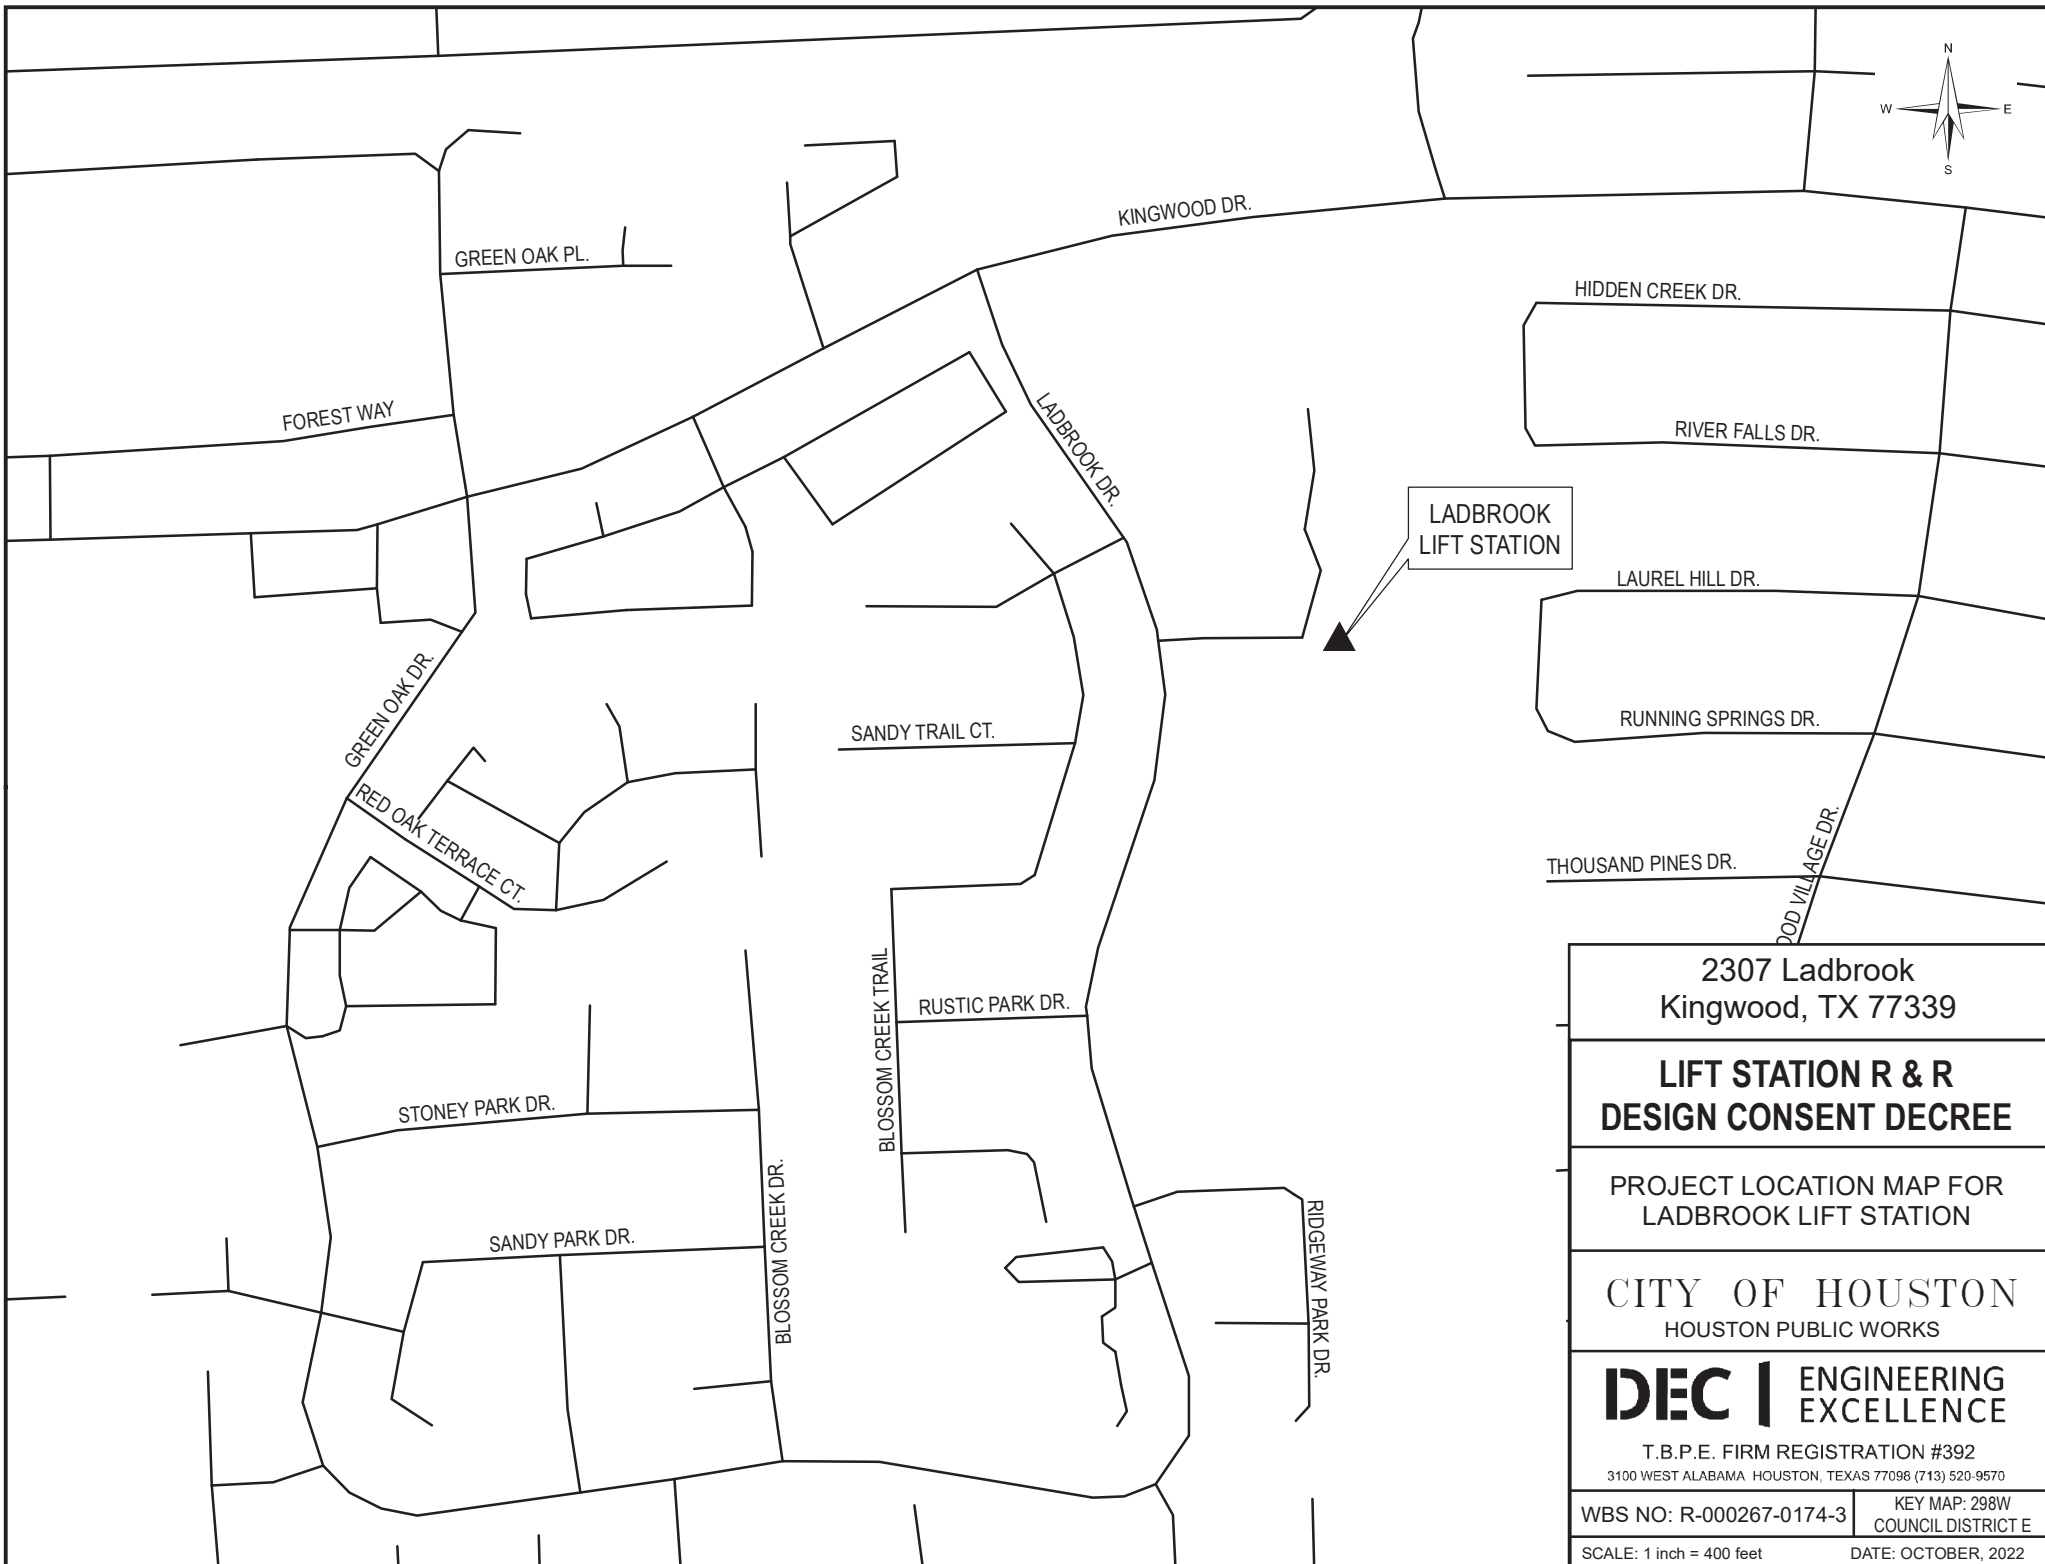 N
W
E
S
KINGWOOD DR.
GREEN OAK PL.
HIDDEN CREEK DR.
FOREST WAY
LADBROOK DR.
RIVER FALLS DR.
LADBROOK
LIFT STATION
LAUREL HILL DR.
GREEN OAK DR.
SANDY TRAIL CT.
RUNNING SPRINGS DR.
RED OAK TERRACE CT.
THOUSAND PINES DR.
OOD VILLAGE DR.
BLOSSOM CREEK TRAIL
RUSTIC PARK DR.
STONEY PARK DR.
BLOSSOM CREEK DR.
SANDY PARK DR.
RIDGEWAY PARK DR.
2307 Ladbrook
Kingwood, TX 77339
LIFT STATION R & R
DESIGN CONSENT DECREE
PROJECT LOCATION MAP FOR
LADBROOK LIFT STATION
CITY OF HOUSTON
HOUSTON PUBLIC WORKS
DEC | ENGINEERING
EXCELLENCE
T.B.P.E. FIRM REGISTRATION #392
3100 WEST ALABAMA HOUSTON, TEXAS 77098 (713) 520-9570
WBS NO: R-000267-0174-3
KEY MAP: 298W
COUNCIL DISTRICT E
SCALE: 1 inch = 400 feet
DATE: OCTOBER, 2022